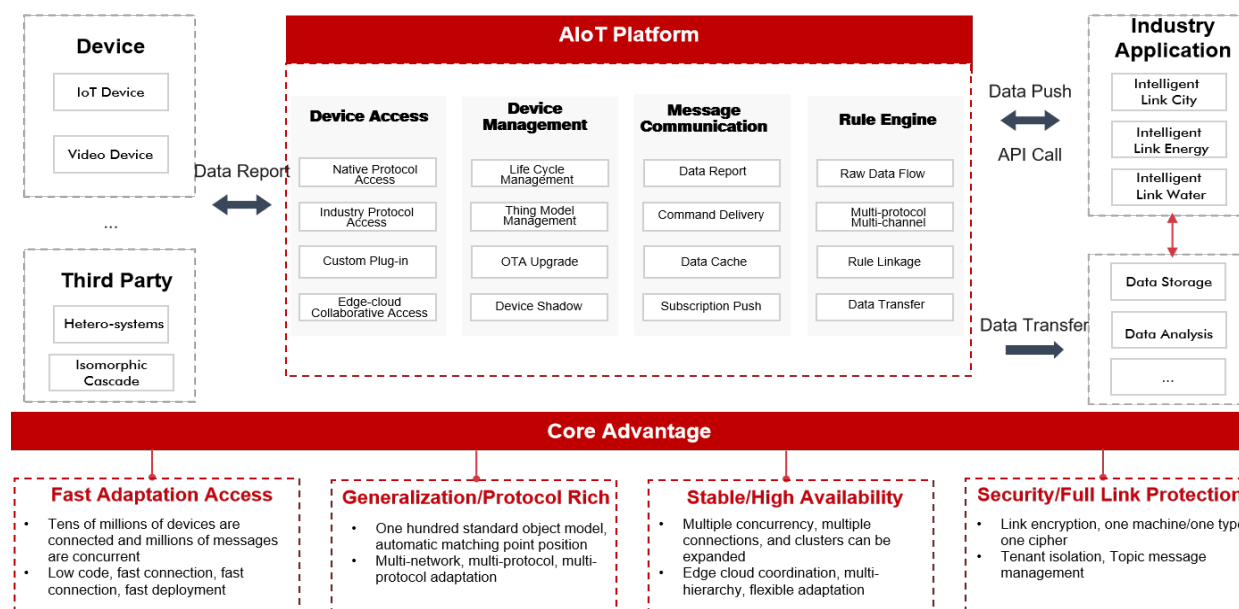 Device
IoT Device
Video Device
...
Third Party
Hetero-systems
Isomorphic
Cascade
Data Report
AIoT Platform
Device Access
Native Protocol
Access
Industry Protocol
Access
Custom Plug-in
Edge-cloud
Collaborative Access
Device
Management
Life Cycle
Management
Thing Model
Management
OTA Upgrade
Device Shadow
Message
Communication
Data Report
Command Delivery
Data Cache
Subscription Push
Rule Engine
Raw Data Flow
Multi-protocol
Multi-channel
Rule Linkage
Data Transfer
Data Push
API Call
Data Transfer
Industry
Application
Intelligent
Link City
Intelligent
Link Energy
Intelligent
Link Water
Data Storage
Data Analysis
...
Core Advantage
Fast Adaptation Access
• Tens of millions of devices are
connected and millions of messages
are concurrent
• Low code, fast connection, fast
connection, fast deployment
Generalization/Protocol Rich
• One hundred standard object model,
automatic matching point position
• Multi-network, multi-protocol, multi-
protocol adaptation
Stable/High Availability
• Multiple concurrency, multiple
connections, and clusters can be
expanded
• Edge cloud coordination, multi-
hierarchy, flexible adaptation
Security/Full Link Protection
• Link encryption, one machine/one type
one cipher
• Tenant isolation, Topic message
management